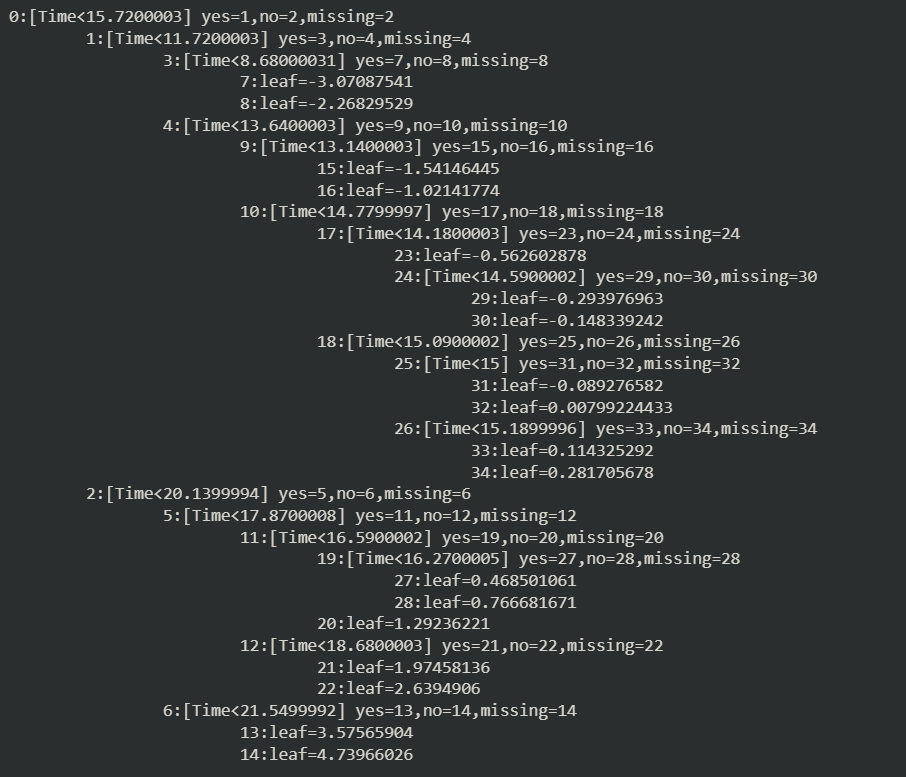 0:[Time<15.7200003] yes=1,no=2,missing=2
1:[Time<11.7200003] yes=3,no=4,missing=4
3:[Time<8.68000031] yes=7,no=8,missing=8
7:leaf=-3.07087541
8:leaf=-2.26829529
4:[Time<13.6400003] yes=9,no=10,missing=10
9:[Time<13.1400003] yes=15,no=16,missing=16
15:leaf=-1.54146445
16:leaf=-1.02141774
10:[Time<14.7799997] yes=17,no=18,missing=18
17:[Time<14.1800003] yes=23,no=24,missing=24
23:leaf=-0.562602878
24:[Time<14.5900002] yes=29,no=30,missing=30
29:leaf=-0.293976963
30:leaf=-0.148339242
18:[Time<15.0900002] yes=25,no=26,missing=26
25:[Time<15] yes=31,no=32,missing=32
31:leaf=-0.089276582
32:leaf=0.00799224433
26:[Time<15.1899996] yes=33,no=34,missing=34
33:leaf=0.114325292
34:leaf=0.281705678
2:[Time<20.1399994] yes=5,no=6,missing=6
5:[Time<17.8700008] yes=11,no=12,missing=12
11:[Time<16.5900002] yes=19,no=20,missing=20
19:[Time<16.2700005] yes=27,no=28,missing=28
27:leaf=0.468501061
28:leaf=0.766681671
20:leaf=1.29236221
12:[Time<18.6800003] yes=21,no=22,missing=22
21:leaf=1.97458136
22:leaf=2.6394906
6:[Time<21.5499992] yes=13,no=14,missing=14
13:leaf=3.57565904
14:leaf=4.73966026